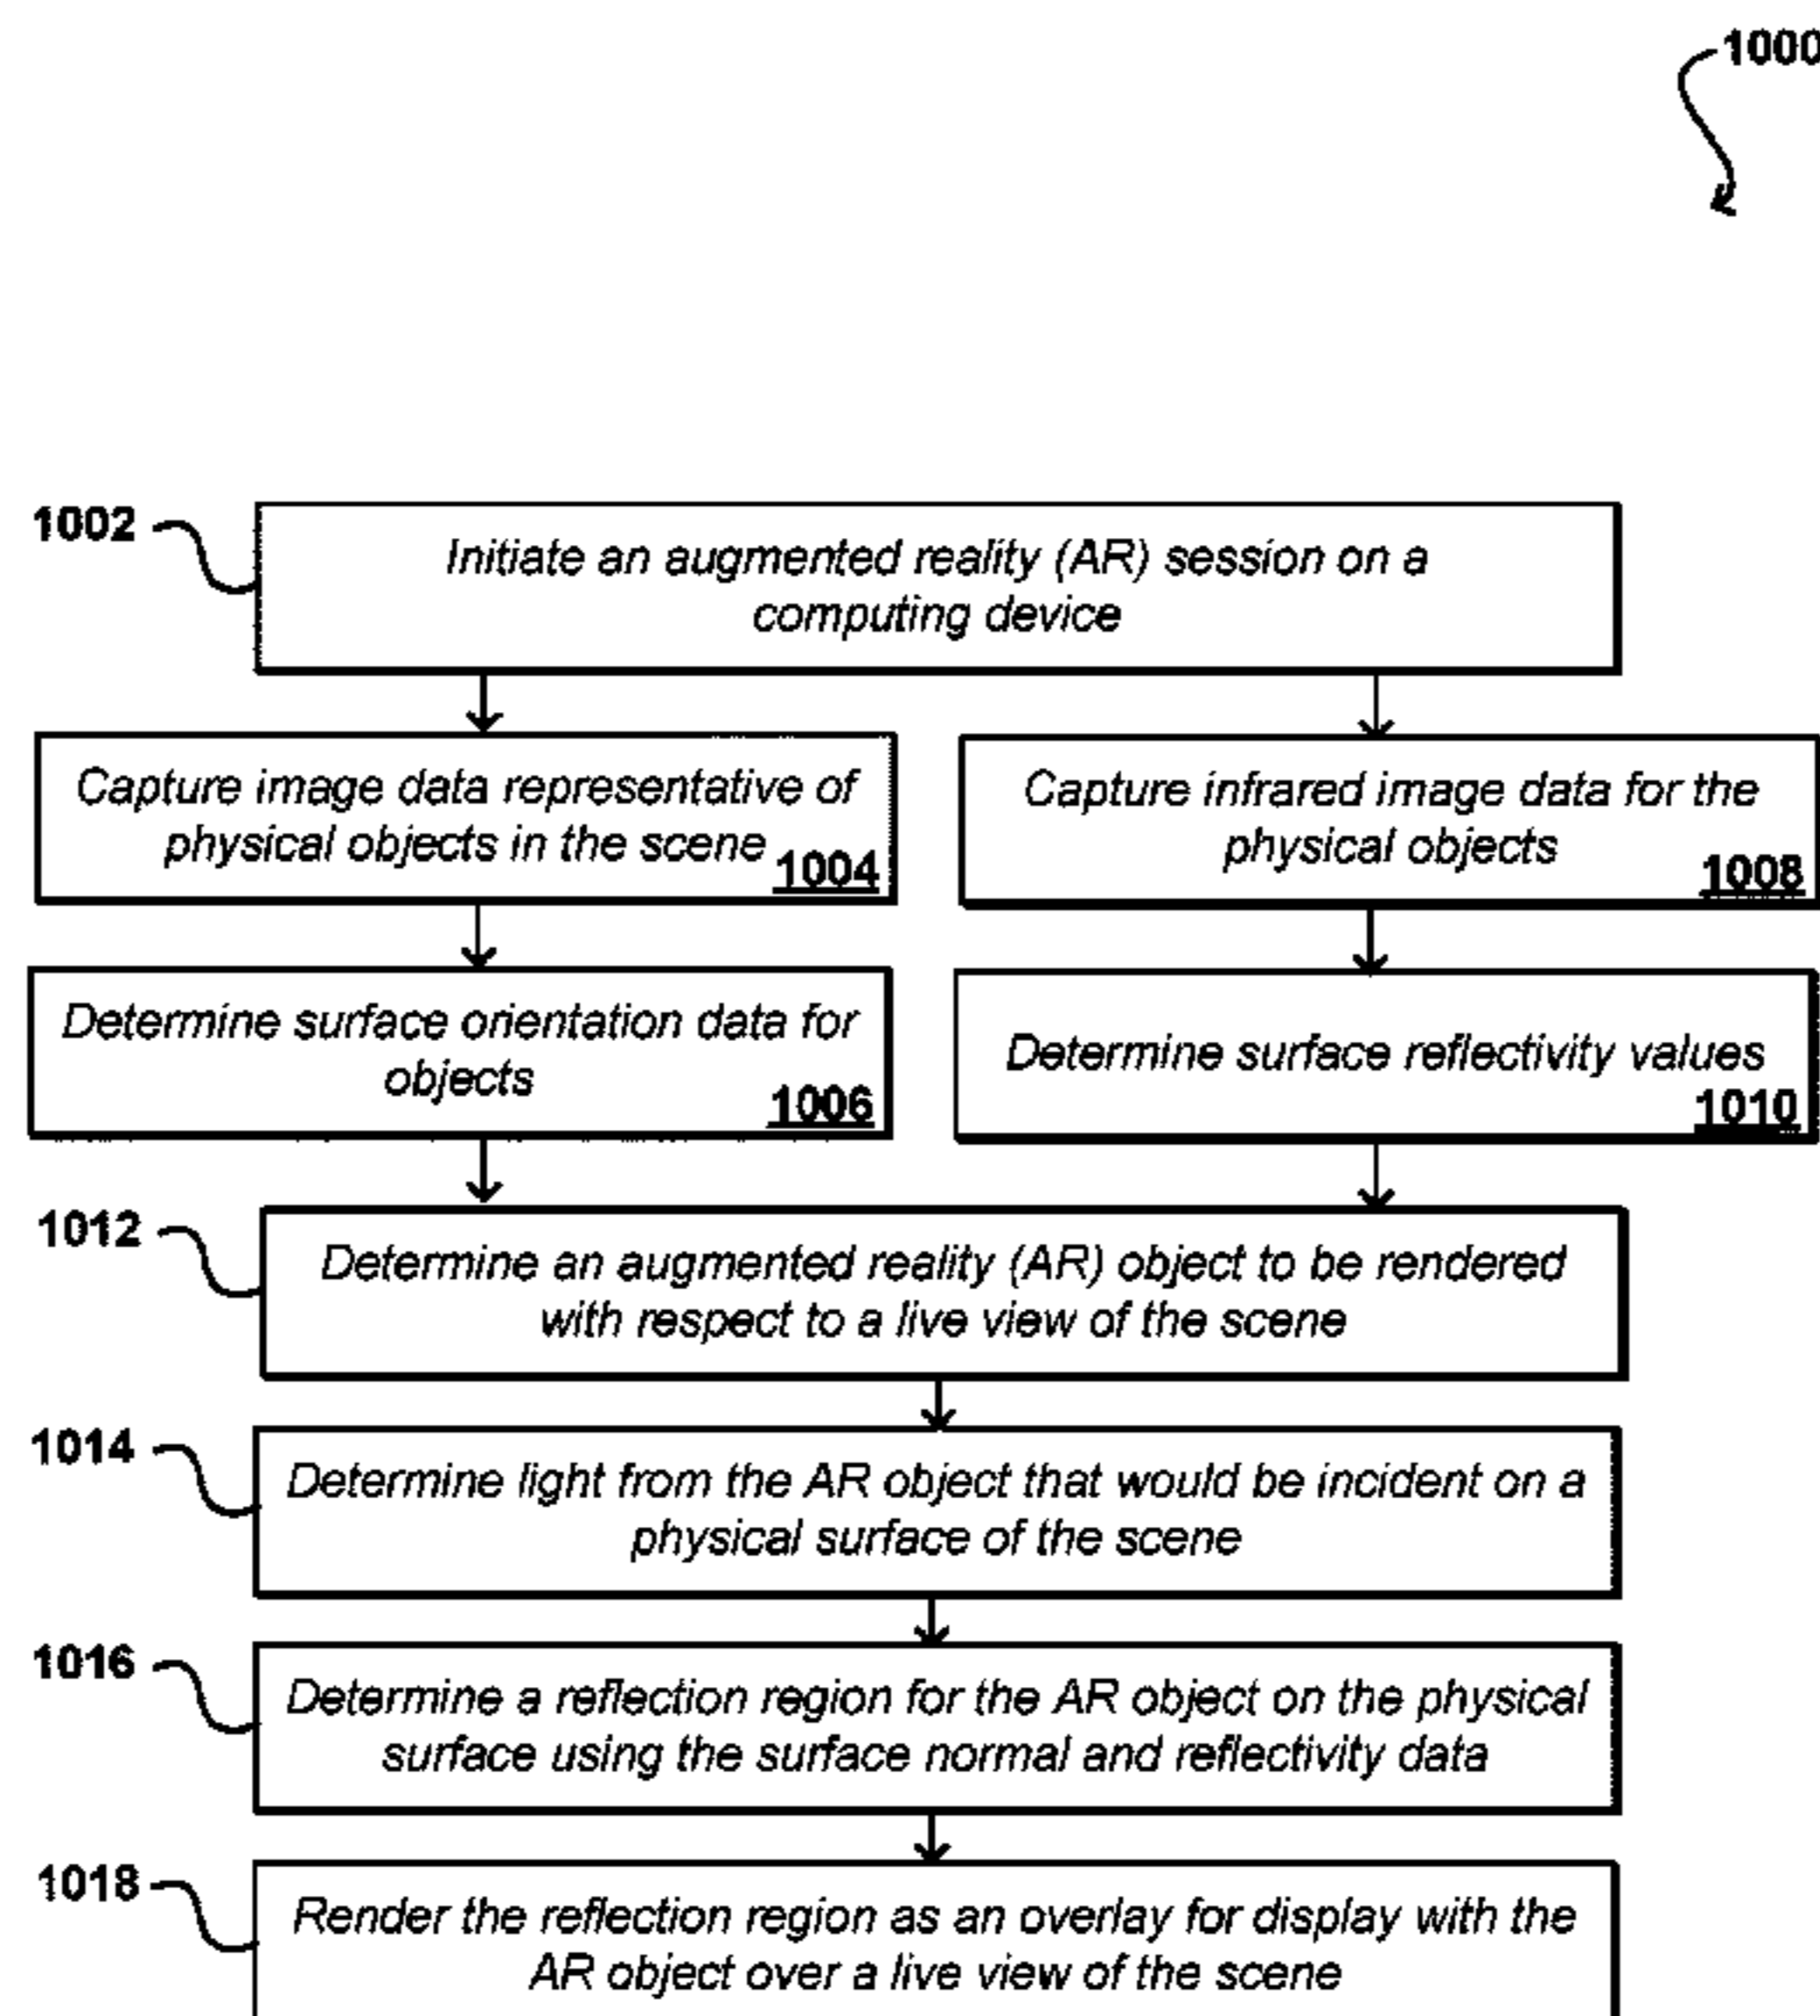 1000
1002
Initiate an augmented reality (AR) session on a
computing device
Capture image data representative of
physical objects in the scene
1004
Capture infrared image data for the
physical objects
1008
Determine surface orientation data for
objects
1006
Determine surface reflectivity values
1010
1012
Determine an augmented reality (AR) object to be rendered
with respect to a live view of the scene
1014
Determine light from the AR object that would be incident on a
physical surface of the scene
1016
Determine a reflection region for the AR object on the physical
surface using the surface normal and reflectivity data
1018
Render the reflection region as an overlay for display with the
AR object over a live view of the scene